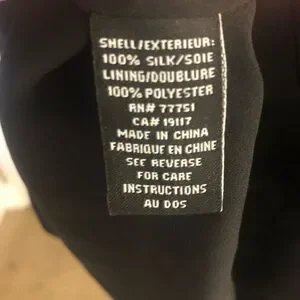 SHELL/EXTERIEUR:
100% SILK/SOIE
LINING/DOUBLURE
100% POLYESTER
RN# 77751
CA# 19117
MADE IN CHINA
FABRIQUE EN CHINE
SEE REVERSE
FOR CARE
INSTRUCTIONS
AU DOS